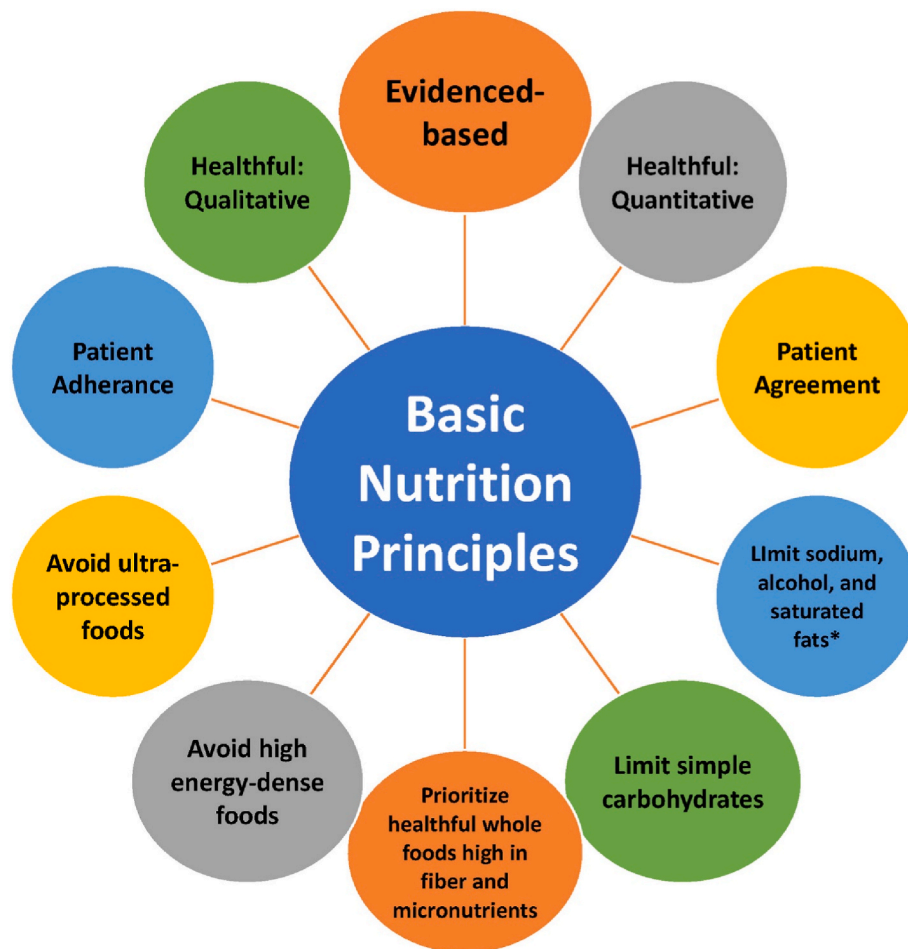 Evidenced-
based
Healthful:
Quantitative
Patient
Agreement
LImit sodium,
alcohol, and
saturated
fats*
Limit simple
carbohydrates
Prioritize
healthful whole
foods high in
fiber and
micronutrients
Avoid high
energy-dense
foods
Avoid ultra-
processed
foods
Patient
Adherance
Healthful:
Qualitative
Basic
Nutrition
Principles